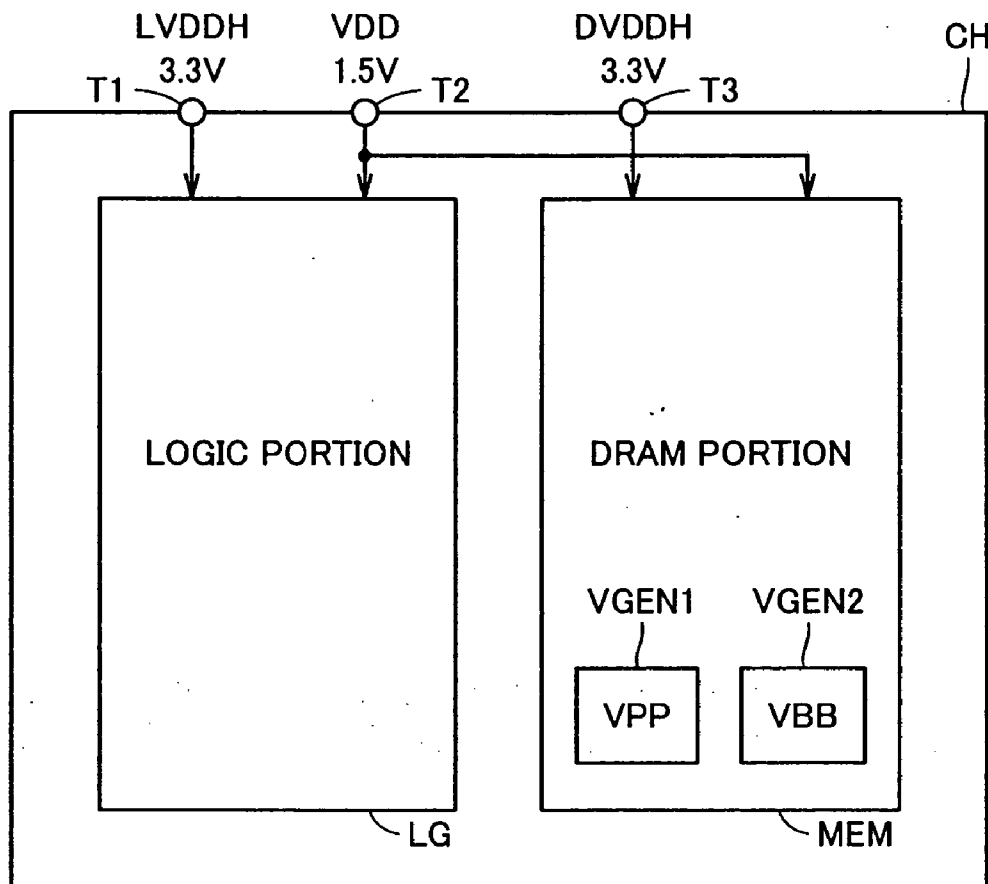 LVDDH VDD DVDDH CH
3.3V 1.5V 3.3V
T1 T2 T3
LOGIC PORTION DRAM PORTION
VGEN1 VGEN2
VPP VBB
LG MEM